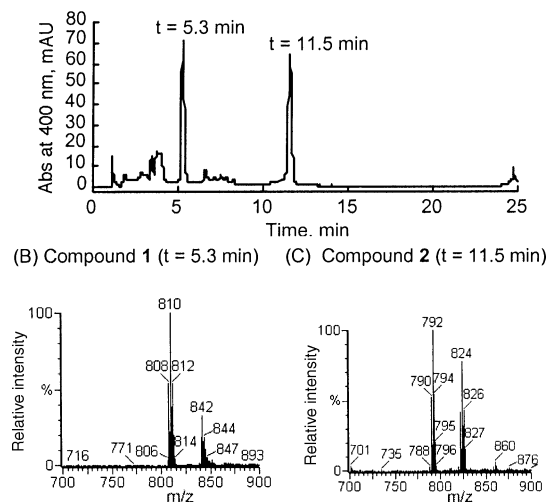 80
70
60
50
40
30
20
10
0
Abs at 400 nm, mAU
t = 5.3 min
t = 11.5 min
0 5 10 15 20 25
Time, min
(B) Compound 1 (t = 5.3 min) (C) Compound 2 (t = 11.5 min)
Relative intensity
100
%
0
810
808 812
842
844
716 771 806 814 847 893
700 750 800 850 900
m/z
Relative intensity
100
%
0
792
824
790 794
826
795 827
701 735 788 796 860 876
700 750 800 850 900
m/z